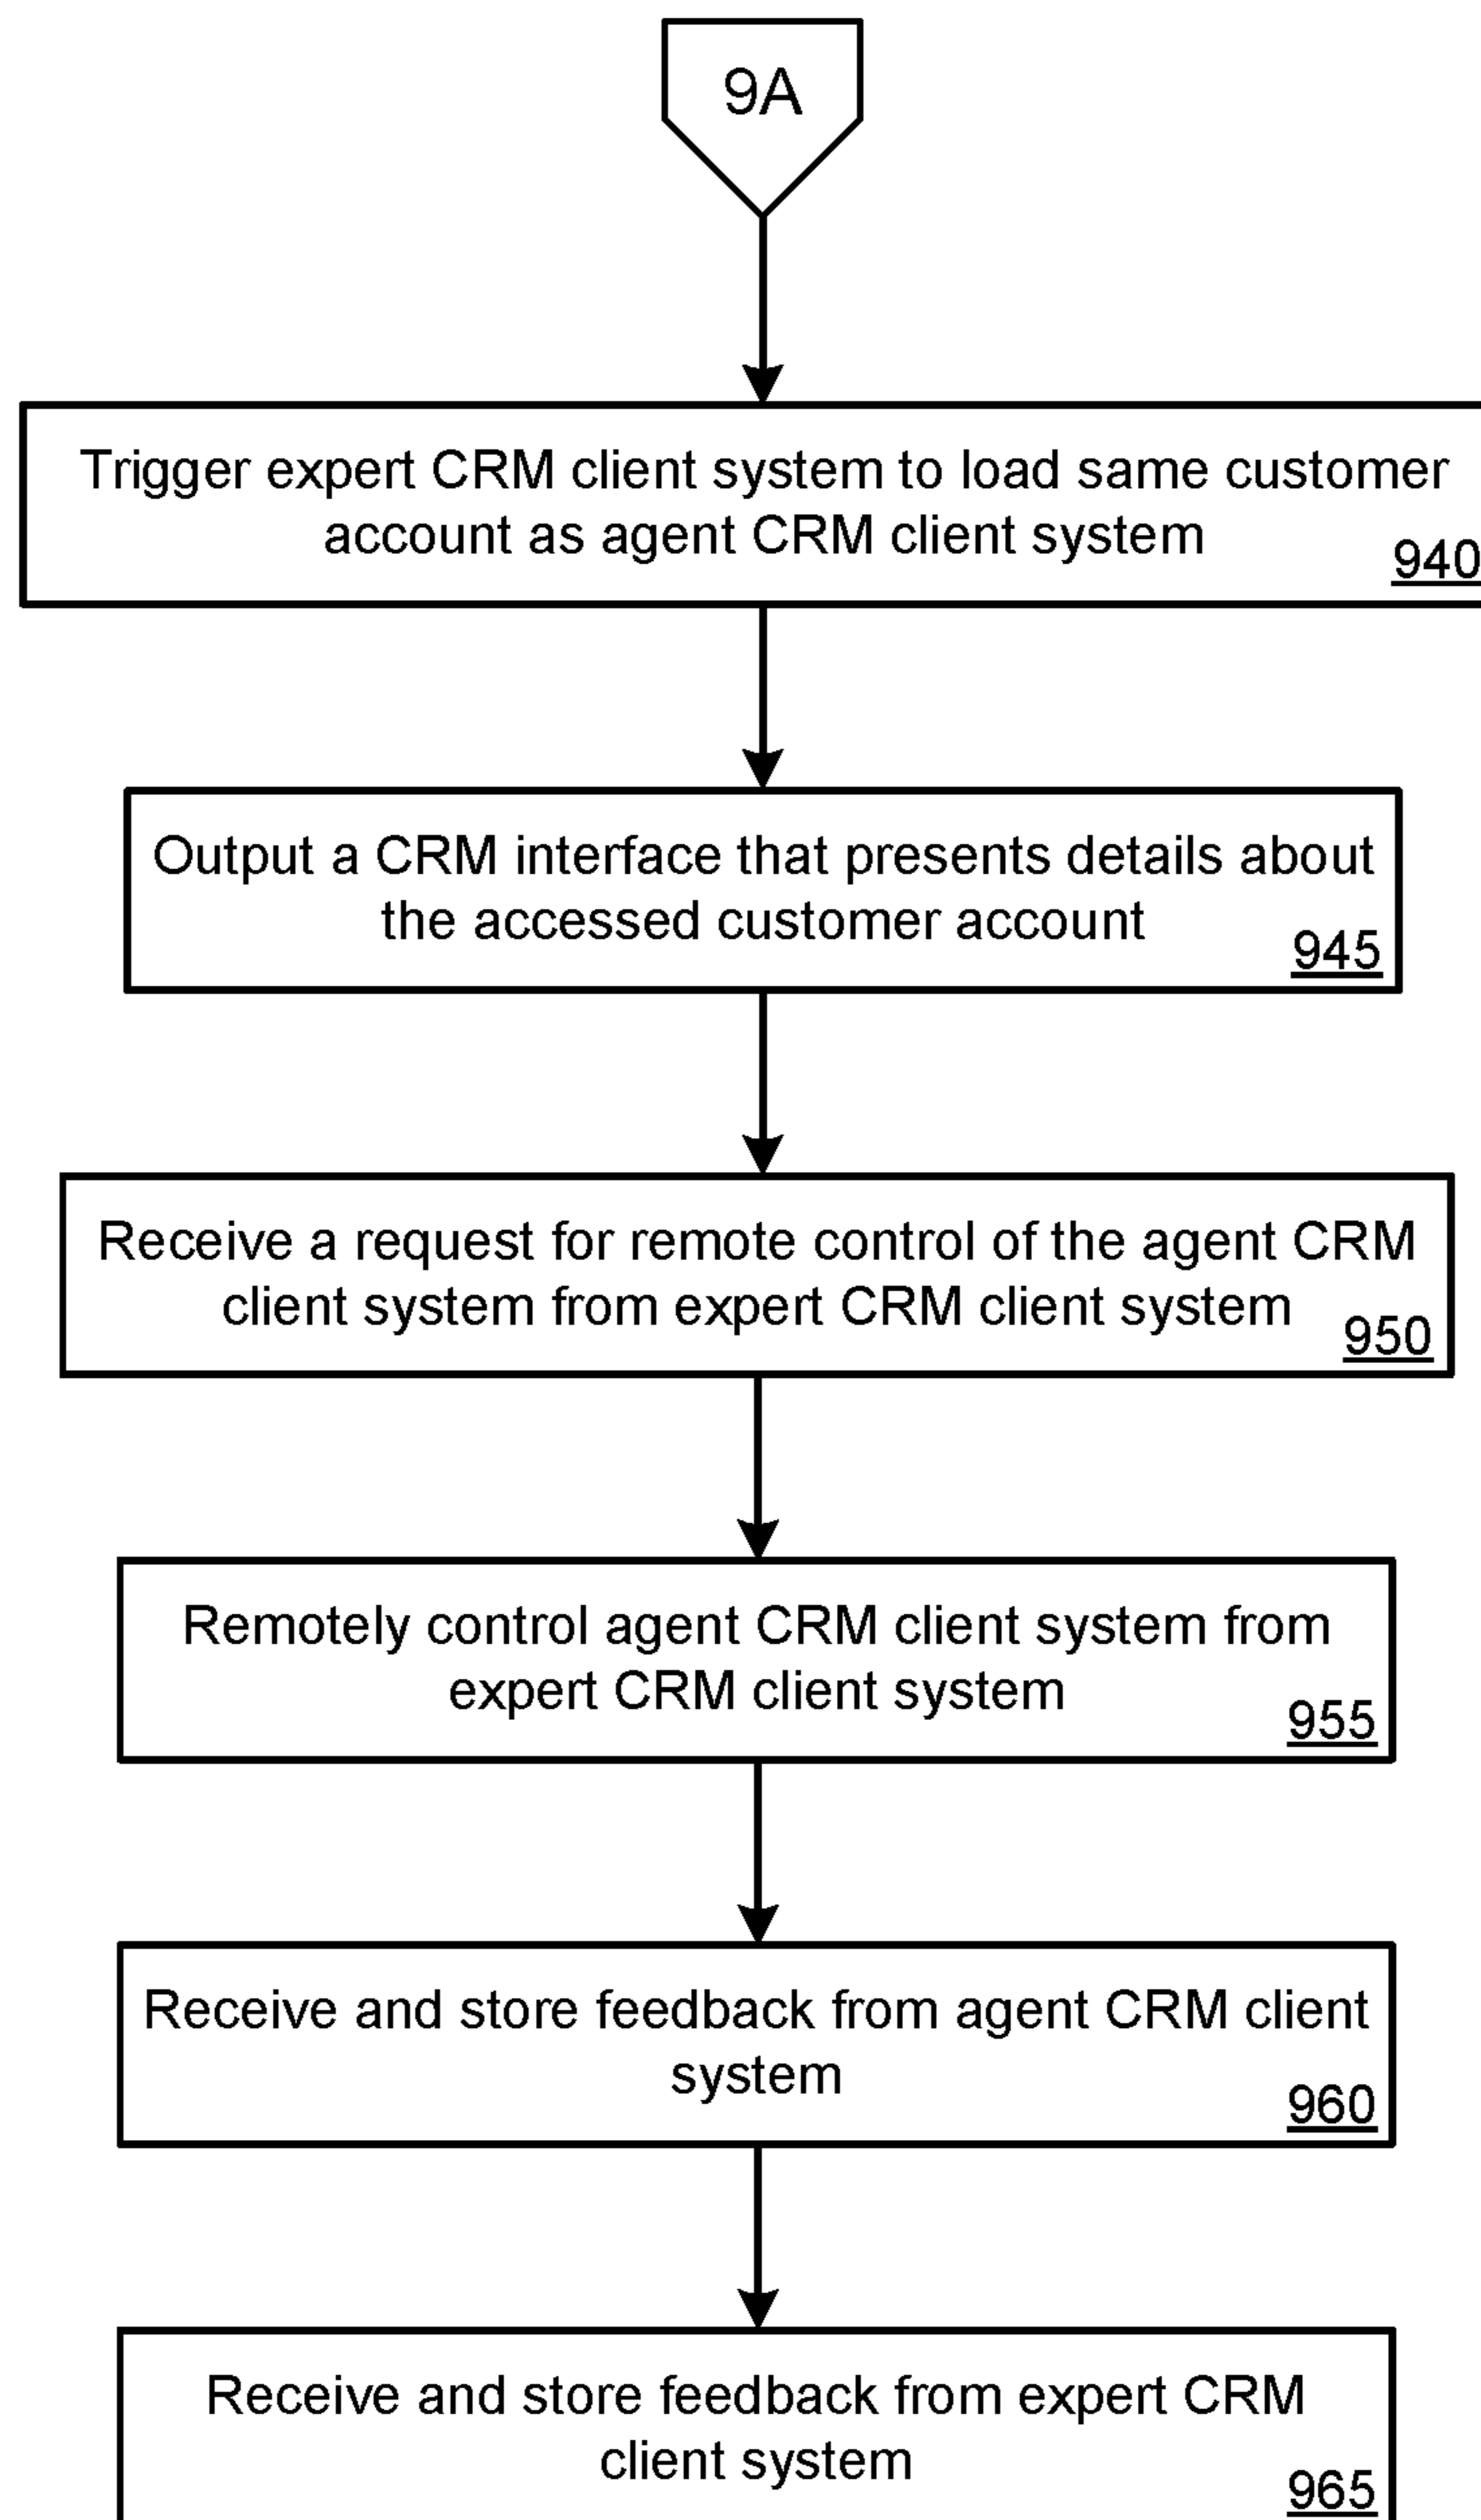 9A
Trigger expert CRM client system to load same customer
account as agent CRM client system
940
Output a CRM interface that presents details about
the accessed customer account
945
Receive a request for remote control of the agent CRM
client system from expert CRM client system
950
Remotely control agent CRM client system from
expert CRM client system
955
Receive and store feedback from agent CRM client
system
960
Receive and store feedback from expert CRM
client system
965